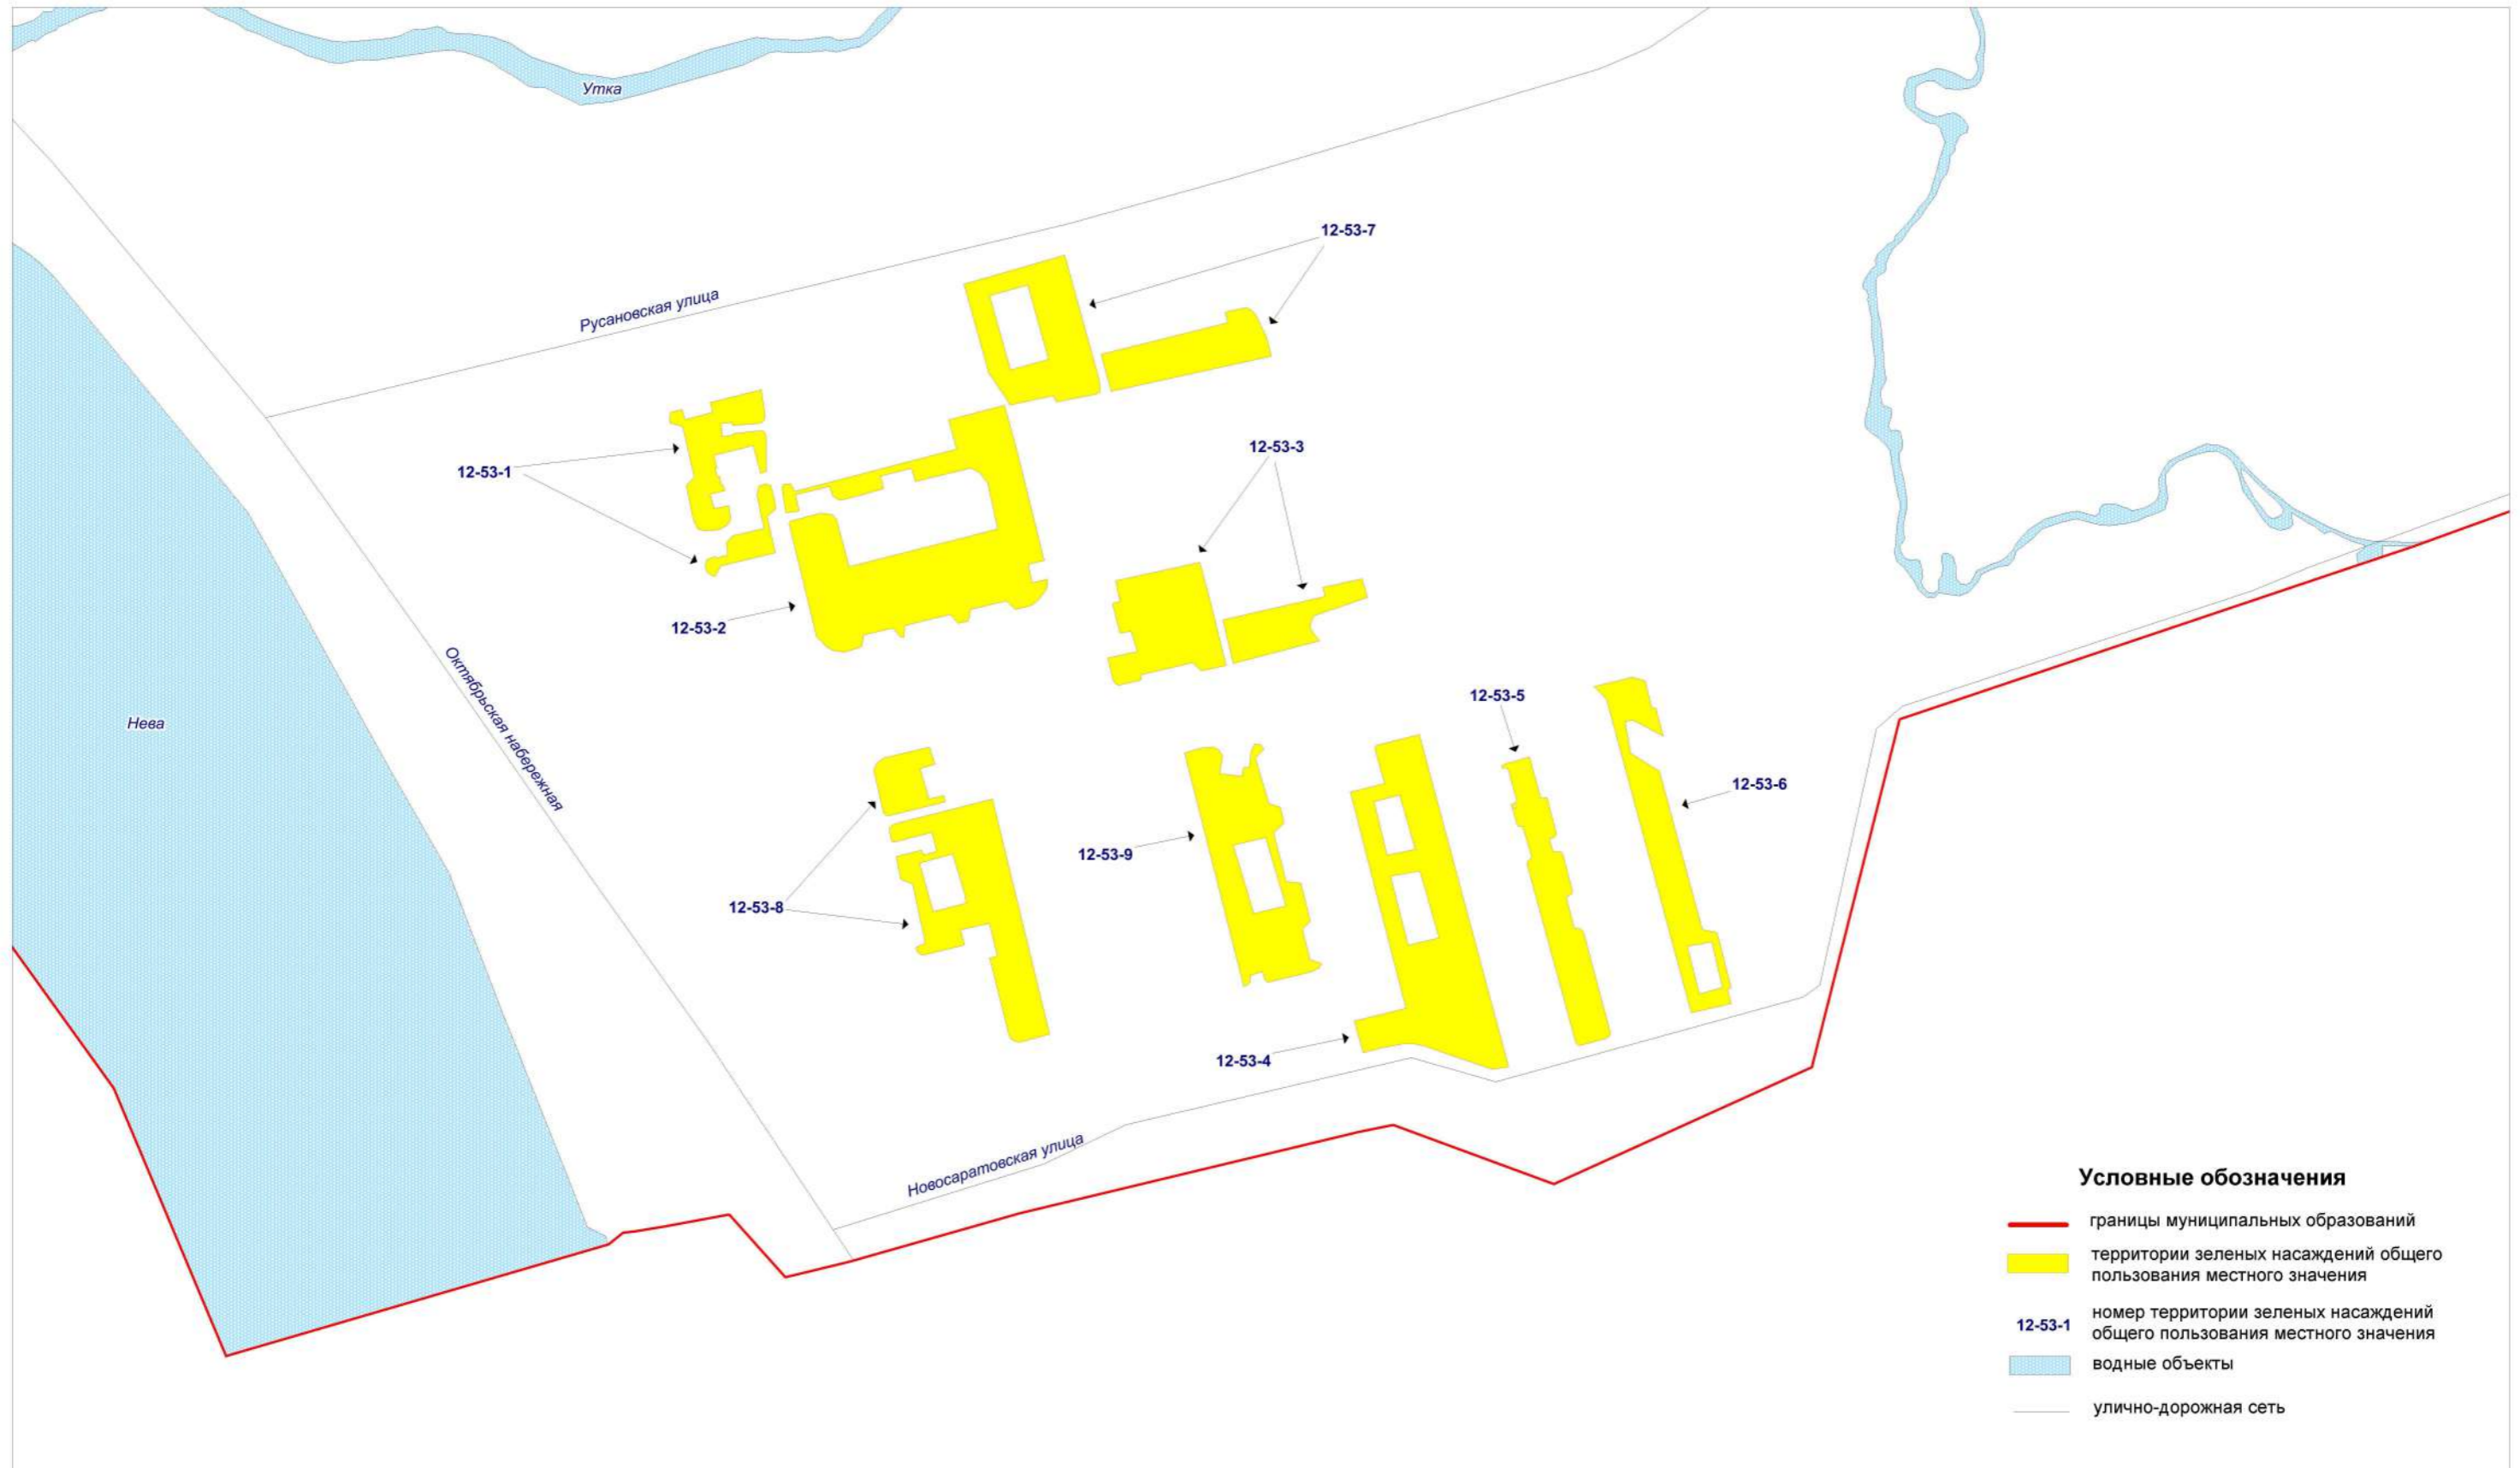 Утка
12-53-7
Русановская улица
12-53-3
12-53-1
12-53-2
Октябрьская набережная
12-53-5
Нева
12-53-6
12-53-9
12-53-8
12-53-4
Новосаратовская улица
Условные обозначения
границы муниципальных образований
территории зеленых насаждений общего
пользования местного значения
12-53-1
номер территории зеленых насаждений
общего пользования местного значения
водные объекты
улично-дорожная сеть